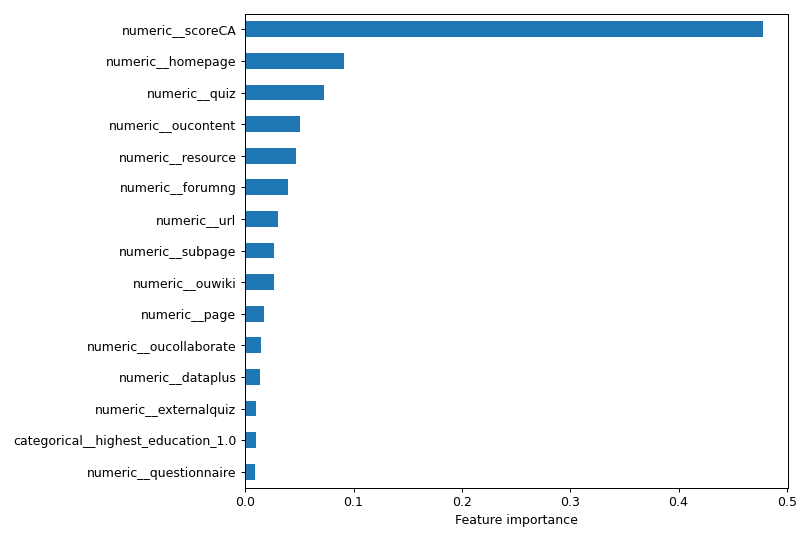 numeric__scoreCA
numeric__homepage
numeric__quiz
numeric__oucontent
numeric__resource
numeric__forumng
numeric__url
numeric__subpage
numeric__ouwiki
numeric__page
numeric__oucollaborate
numeric__dataplus
numeric__externalquiz
categorical__highest_education_1.0
numeric__questionnaire
0.0 0.1 0.2 0.3 0.4 0.5
Feature importance